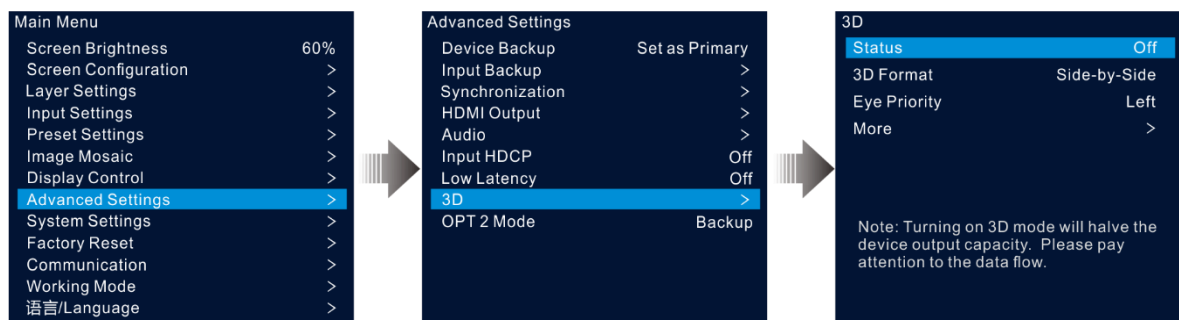 Main Menu
Screen Brightness 60%
Screen Configuration >
Layer Settings >
Input Settings >
Preset Settings >
Image Mosaic >
Display Control >
Advanced Settings >
System Settings >
Factory Reset >
Communication >
Working Mode >
语言/Language >
Advanced Settings
Device Backup Set as Primary
Input Backup >
Synchronization >
HDMI Output >
Audio >
Input HDCP Off
Low Latency Off
3D >
OPT 2 Mode Backup
3D
Status Off
3D Format Side-by-Side
Eye Priority Left
More >
Note: Turning on 3D mode will halve the
device output capacity. Please pay
attention to the data flow.